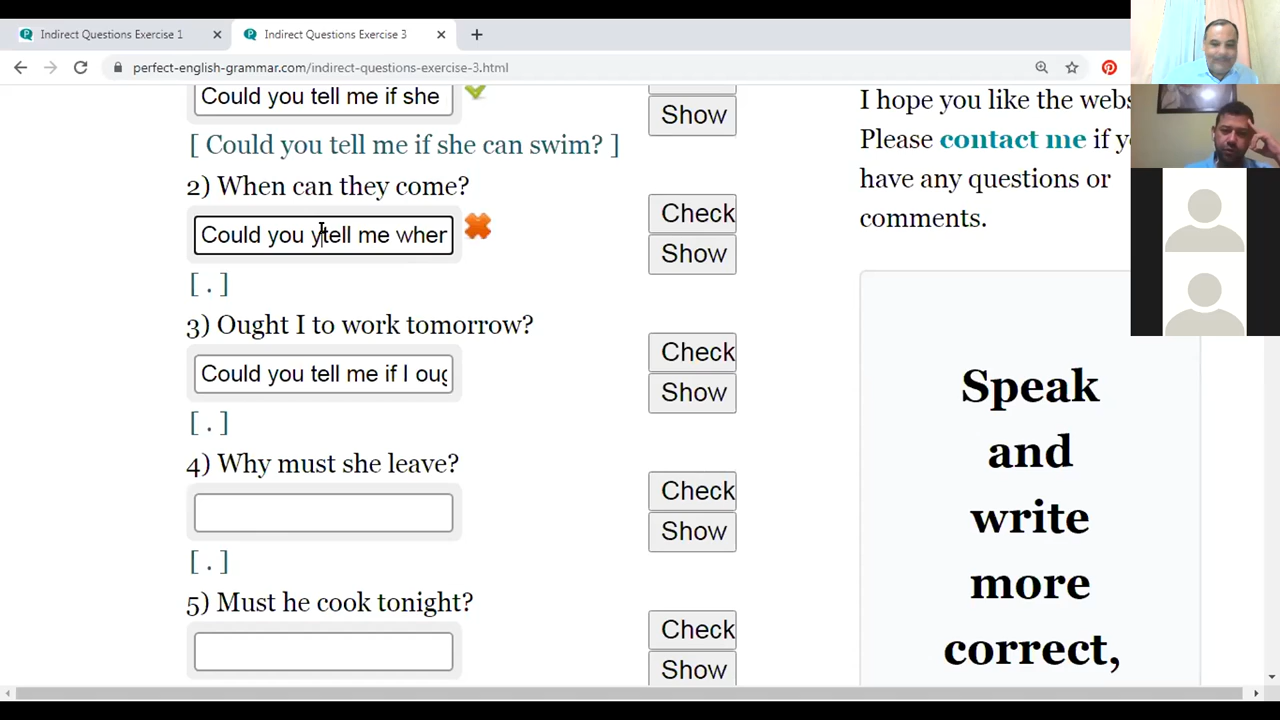 Indirect Questions Exercise 1
Indirect Questions Exercise 3
perfect-english-grammar.com/indirect-questions-exercise-3.html
Could you tell me if she
Show
[ Could you tell me if she can swim? ]
2) When can they come?
Could you ytell me when
Check
Show
[ . ]
3) Ought I to work tomorrow?
Could you tell me if I oug
Check
Show
[ . ]
4) Why must she leave?
Check
Show
[ . ]
5) Must he cook tonight?
Check
Show
I hope you like the webs
Please contact me if yo
have any questions or
comments.
Speak
and
write
more
correct,